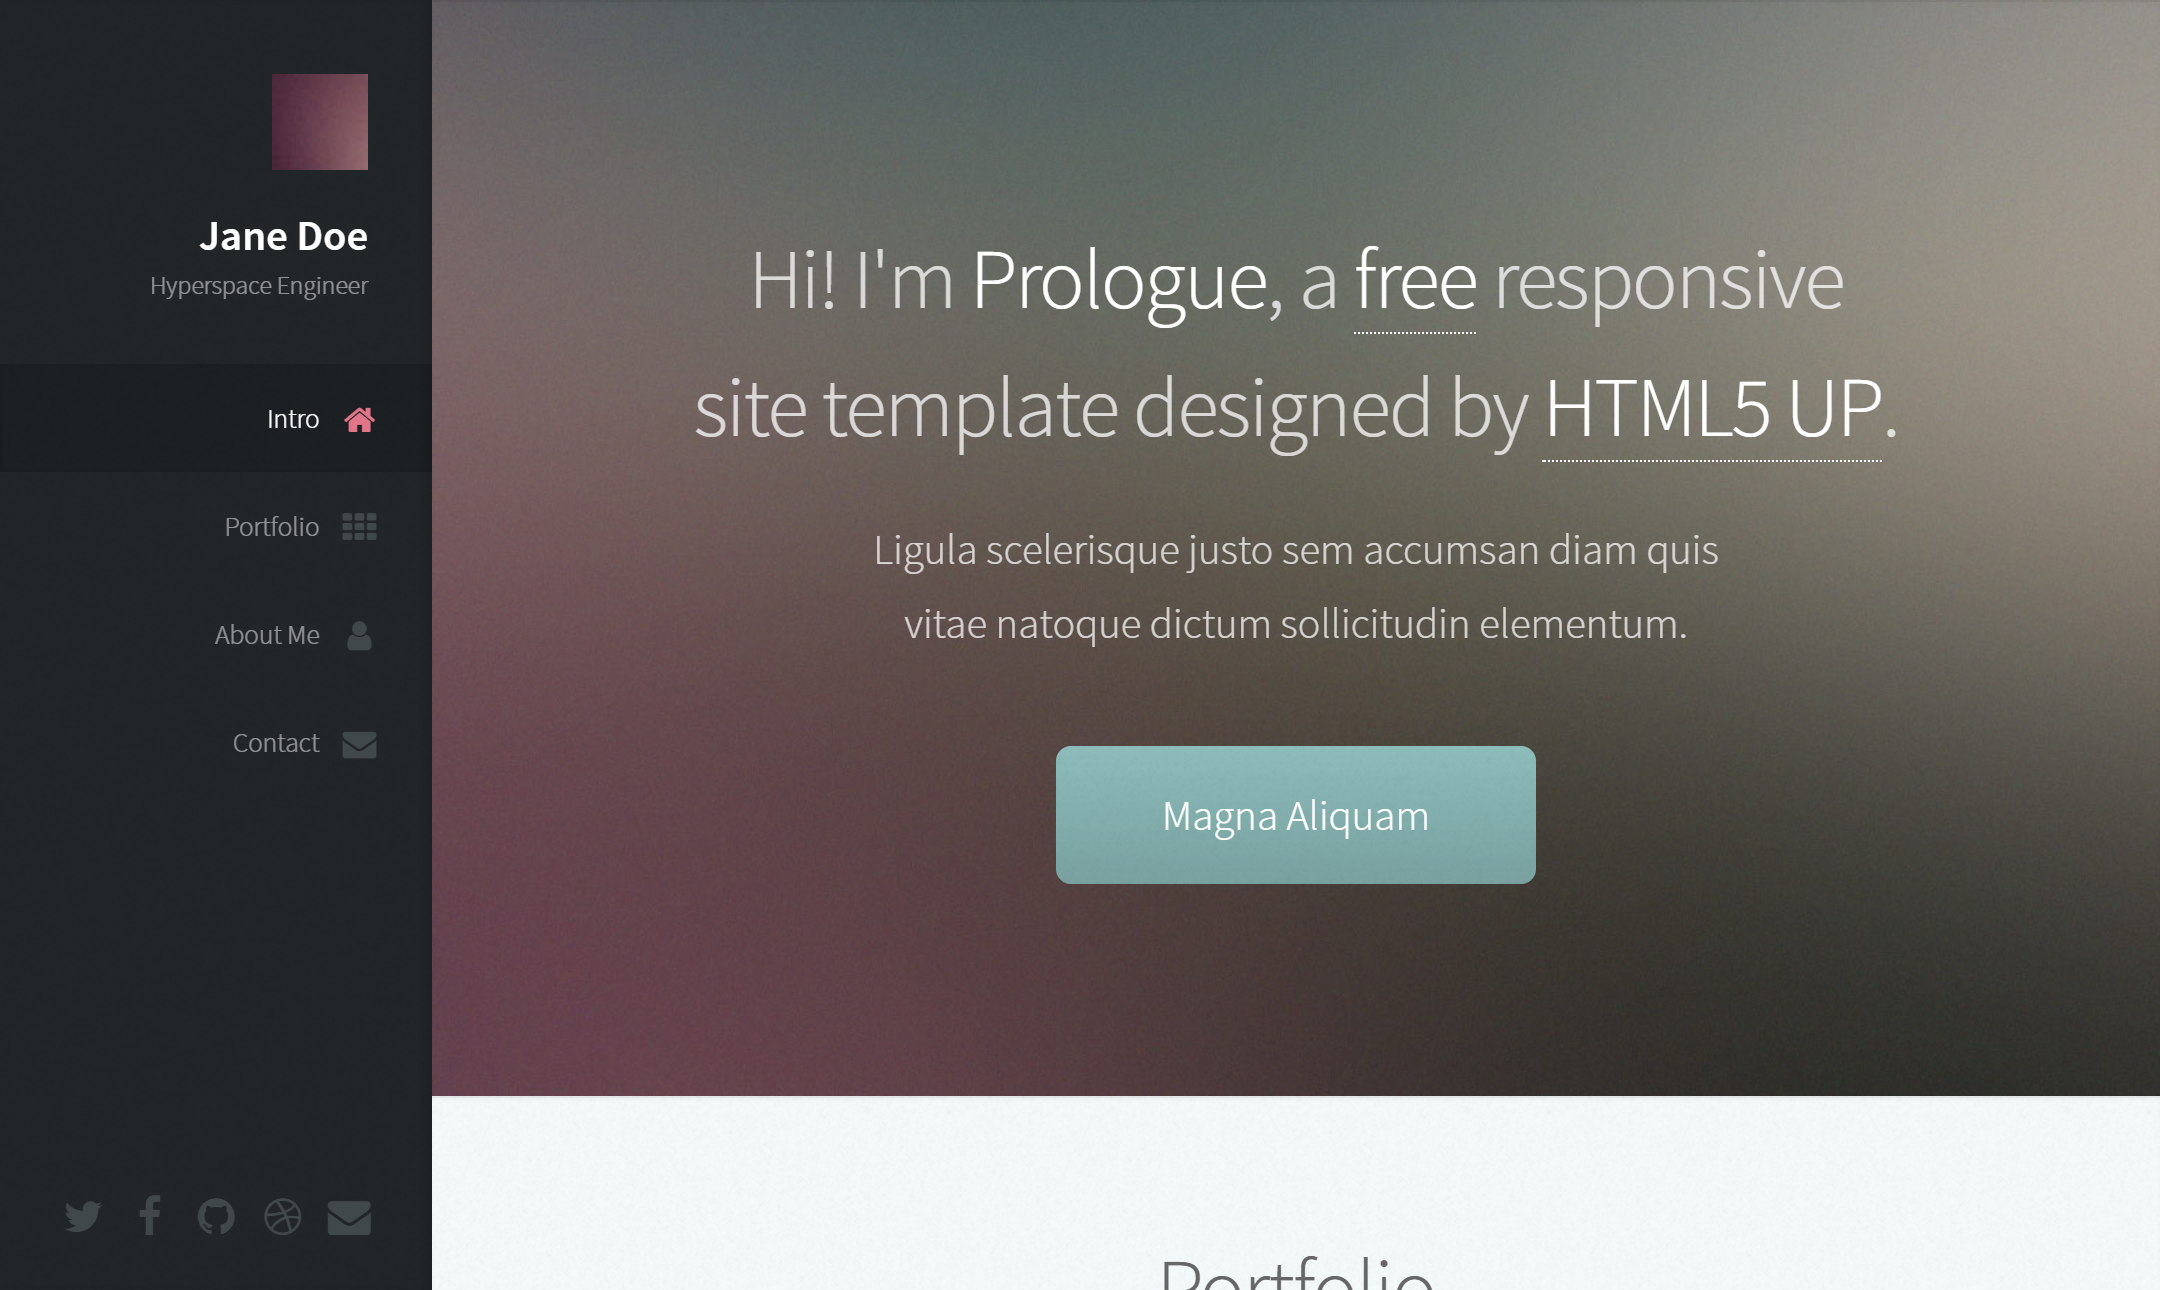 Jane Doe
Hyperspace Engineer
Intro
Portfolio
About Me
Contact
Hi! I'm Prologue, a free responsive
site template designed by HTML5 UP.
Ligula scelerisque justo sem accumsan diam quis
vitae natoque dictum sollicitudin elementum.
Magna Aliquam
Portfolio